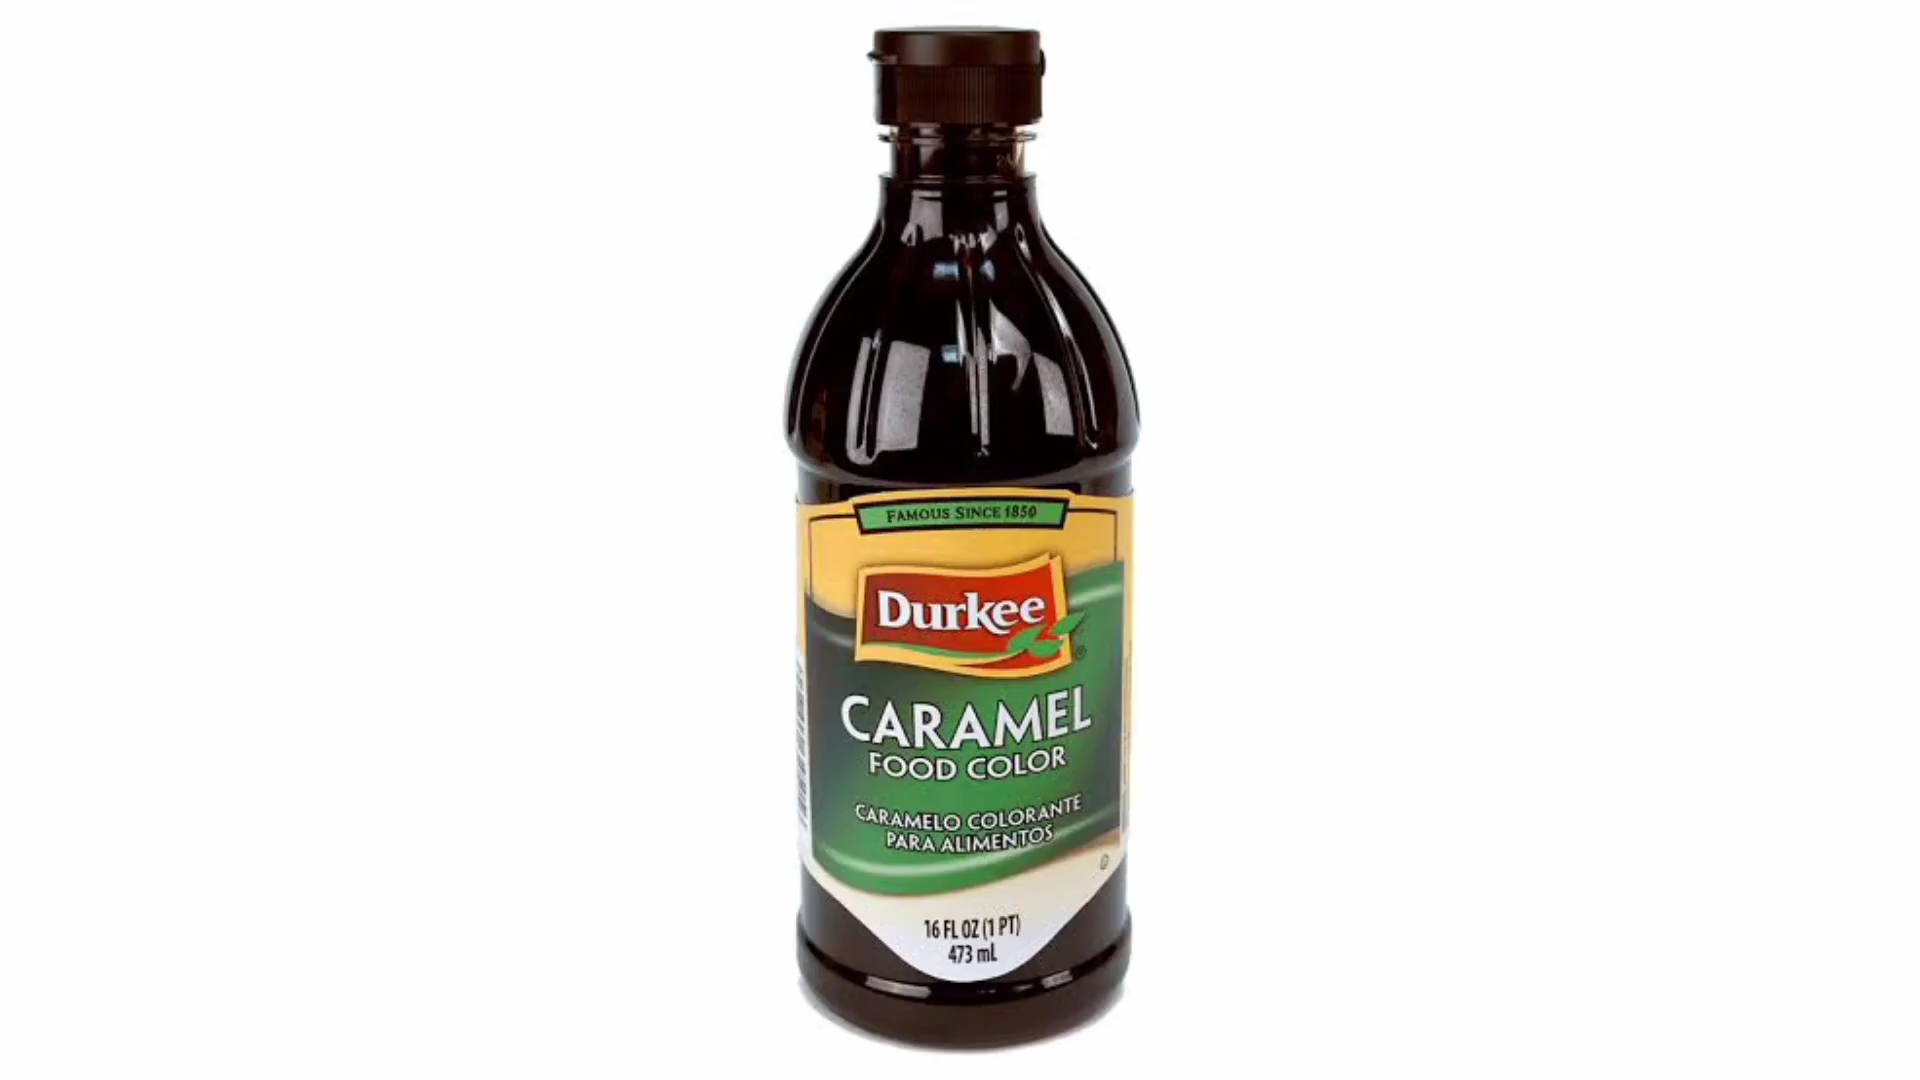 FAMOUS SINCE 1850
Durkee
®
CARAMEL
FOOD COLOR
CARAMELO COLORANTE
PARA ALIMENTOS
16 FL OZ (1 PT)
473 mL